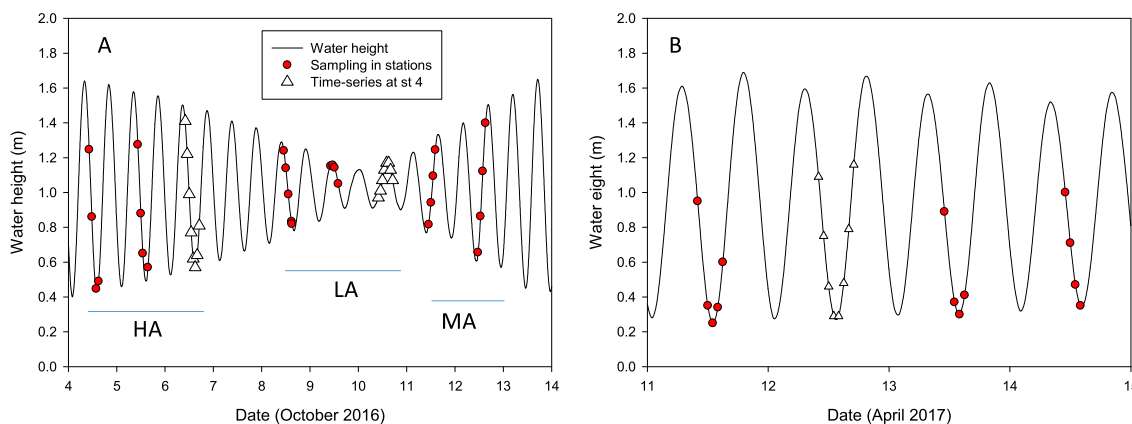 A
Water height
Sampling in stations
Time-series at st 4
Water height (m)
2.0
1.8
1.6
1.4
1.2
1.0
0.8
0.6
0.4
0.2
0.0
HA
LA
MA
4 5 6 7 8 9 10 11 12 13 14
Date (October 2016)
B
Water eight (m)
2.0
1.8
1.6
1.4
1.2
1.0
0.8
0.6
0.4
0.2
0.0
11 12 13 14 15
Date (April 2017)